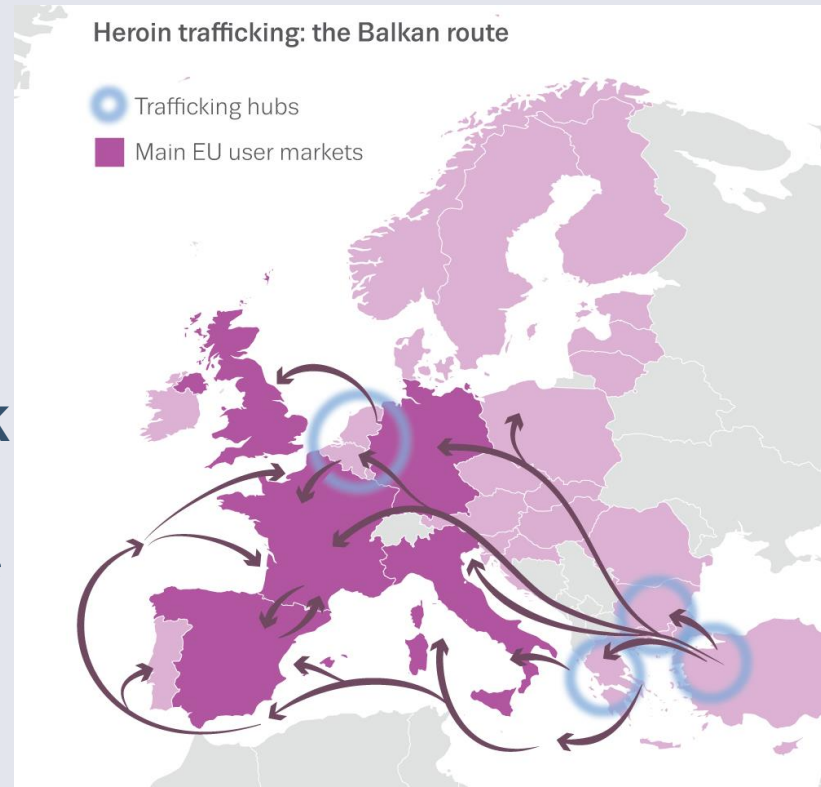 Heroin trafficking: the Balkan route
Trafficking hubs
Main EU user markets